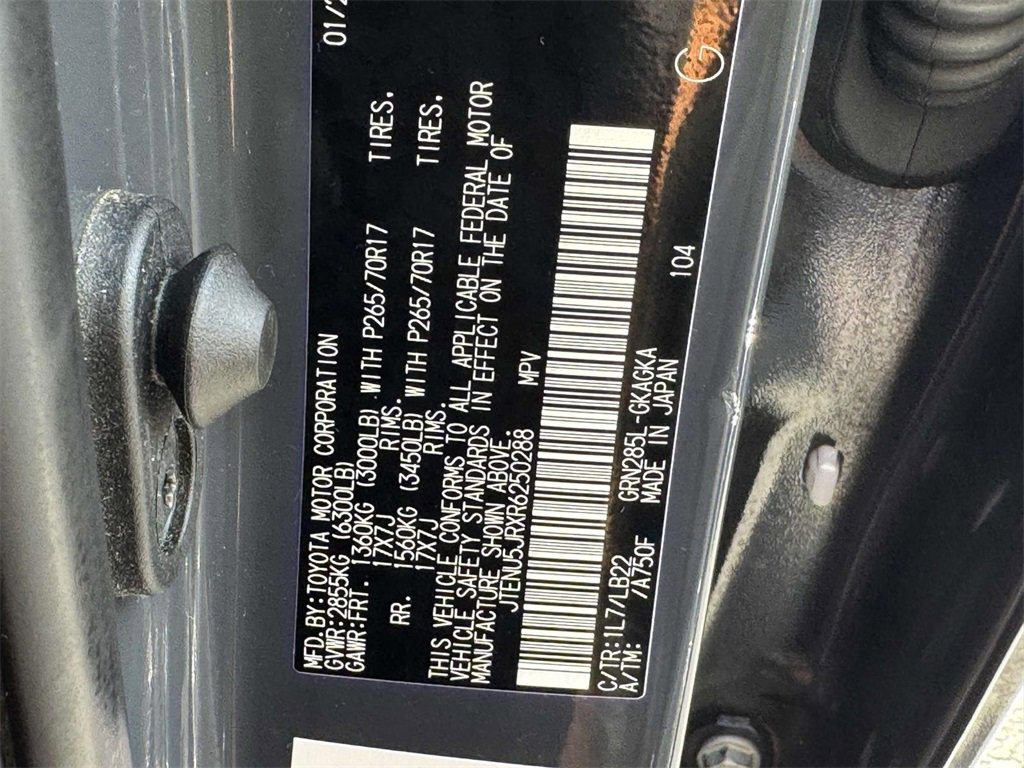 MFD.BY:TOYOTA MOTOR CORPORATION 01/2
GVWR:2855KG (6300LB)
GAWR:FRT. 1360KG (3000LB) WITH P265/70R17 TIRES.
17X7J RIMS.
RR. 1560KG (3450LB) WITH P265/70R17 TIRES.
17X7J RIMS.
THIS VEHICLE CONFORMS TO ALL APPLICABLE FEDERAL MOTOR
VEHICLE SAFETY STANDARDS IN EFFECT ON THE DATE OF
MANUFACTURE SHOWN ABOVE.
JTENU5JRXR6250288 MPV
C/TR:1L7/LB22 GRN285L-GKAGKA 104
A/TM: /A750F MADE IN JAPAN
G